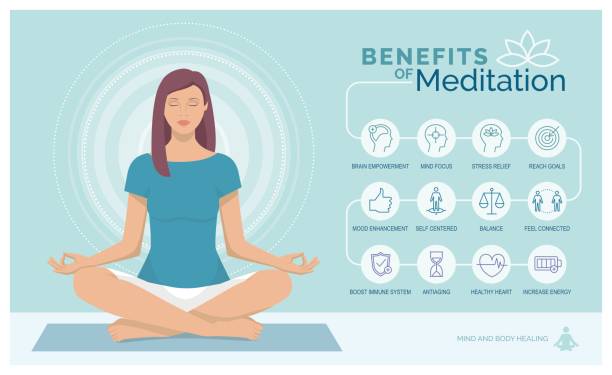 BENEFITS
OF Meditation
BRAIN EMPOWERMENT MIND FOCUS STRESS RELIEF REACH GOALS
MOOD ENHANCEMENT SELF CENTERED BALANCE FEEL CONNECTED
BOOST IMMUNE SYSTEM ANTIAGING HEALTHY HEART INCREASE ENERGY
MIND AND BODY HEALING